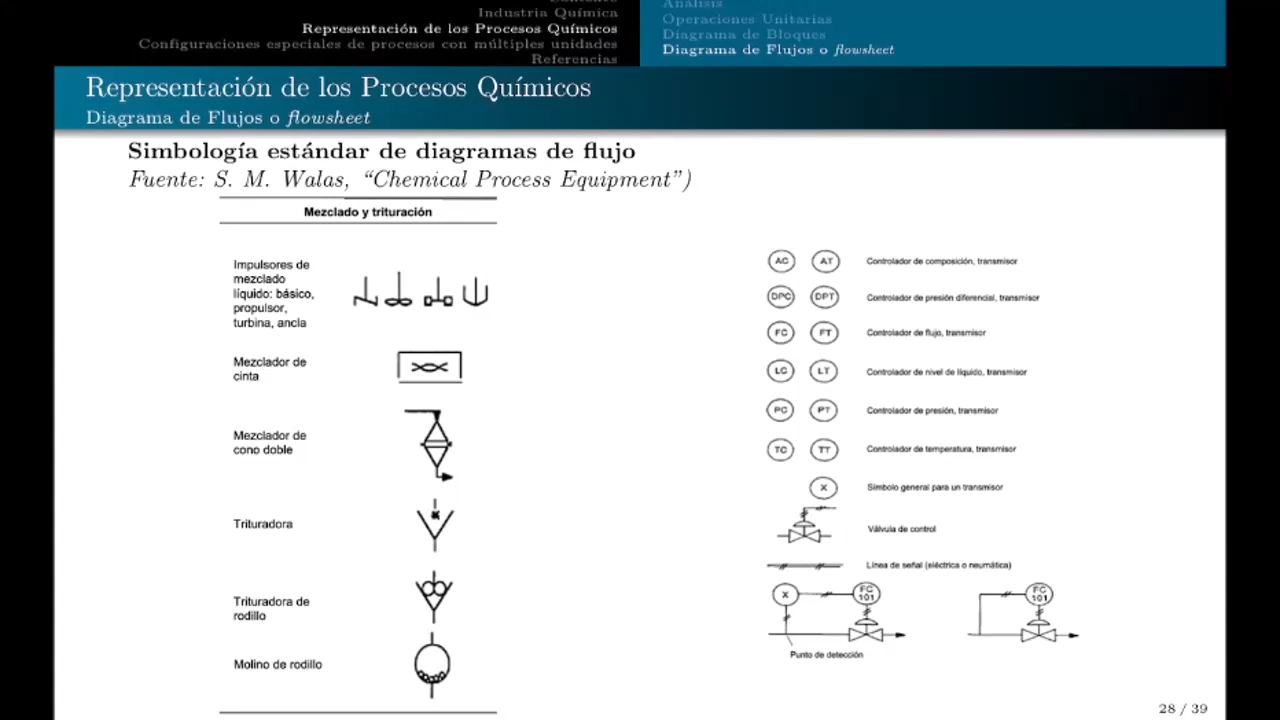 Contexto
Industria Química
Representación de los Procesos Químicos
Configuraciones especiales de procesos con múltiples unidades
Referencias
Análisis
Operaciones Unitarias
Diagrama de Bloques
Diagrama de Flujos o flowsheet
Representación de los Procesos Químicos
Diagrama de Flujos o flowsheet
Simbología estándar de diagramas de flujo
Fuente: S. M. Walas, “Chemical Process Equipment”)
Mezclado y trituración
Impulsores de
mezclado
líquido: básico,
propulsor,
turbina, ancla
Mezclador de
cinta
Mezclador de
cono doble
Trituradora
Trituradora de
rodillo
Molino de rodillo
AC AT Controlador de composición, transmisor
DPC DPT Controlador de presión diferencial, transmisor
FC FT Controlador de flujo, transmisor
LC LT Controlador de nivel de líquido, transmisor
PC PT Controlador de presión, transmisor
TC TT Controlador de temperatura, transmisor
X Símbolo general para un transmisor
Válvula de control
Línea de señal (eléctrica o neumática)
X FC
101
FC
101
Punto de detección
28 / 39